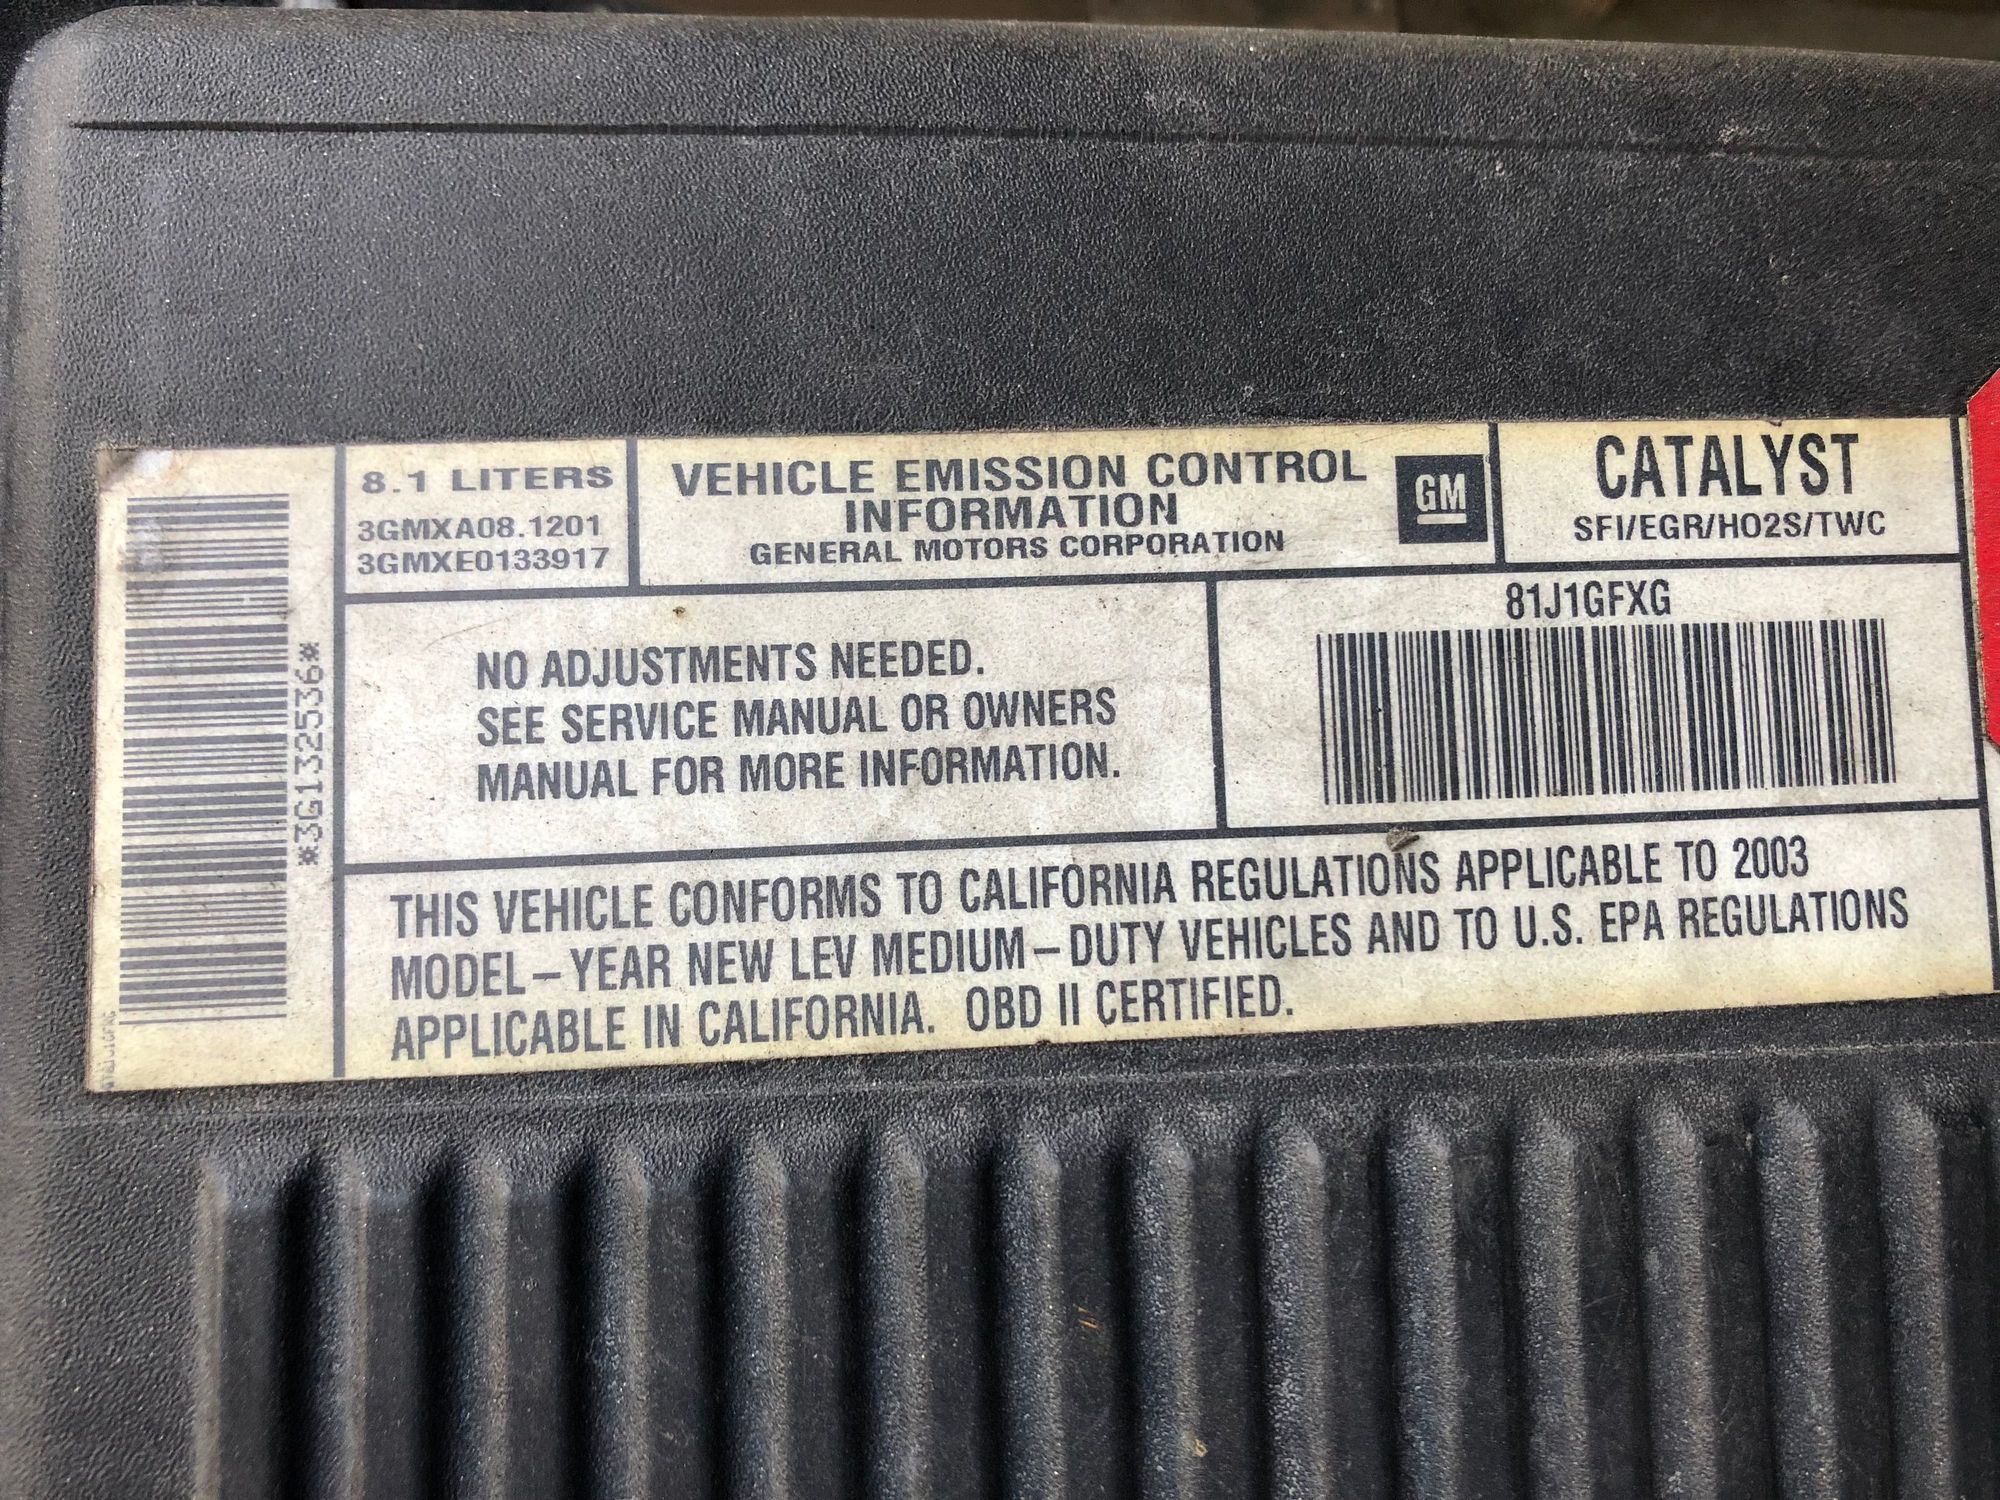 8.1 LITERS
3GMXA08.1201
3GMXE0133917
VEHICLE EMISSION CONTROL
INFORMATION
GENERAL MOTORS CORPORATION
GM
CATALYST
SFI/EGR/HO2S/TWC
*3G132536*
NO ADJUSTMENTS NEEDED.
SEE SERVICE MANUAL OR OWNERS
MANUAL FOR MORE INFORMATION.
81J1GFXG
THIS VEHICLE CONFORMS TO CALIFORNIA REGULATIONS APPLICABLE TO 2003
MODEL–YEAR NEW LEV MEDIUM–DUTY VEHICLES AND TO U.S. EPA REGULATIONS
APPLICABLE IN CALIFORNIA. OBD II CERTIFIED.